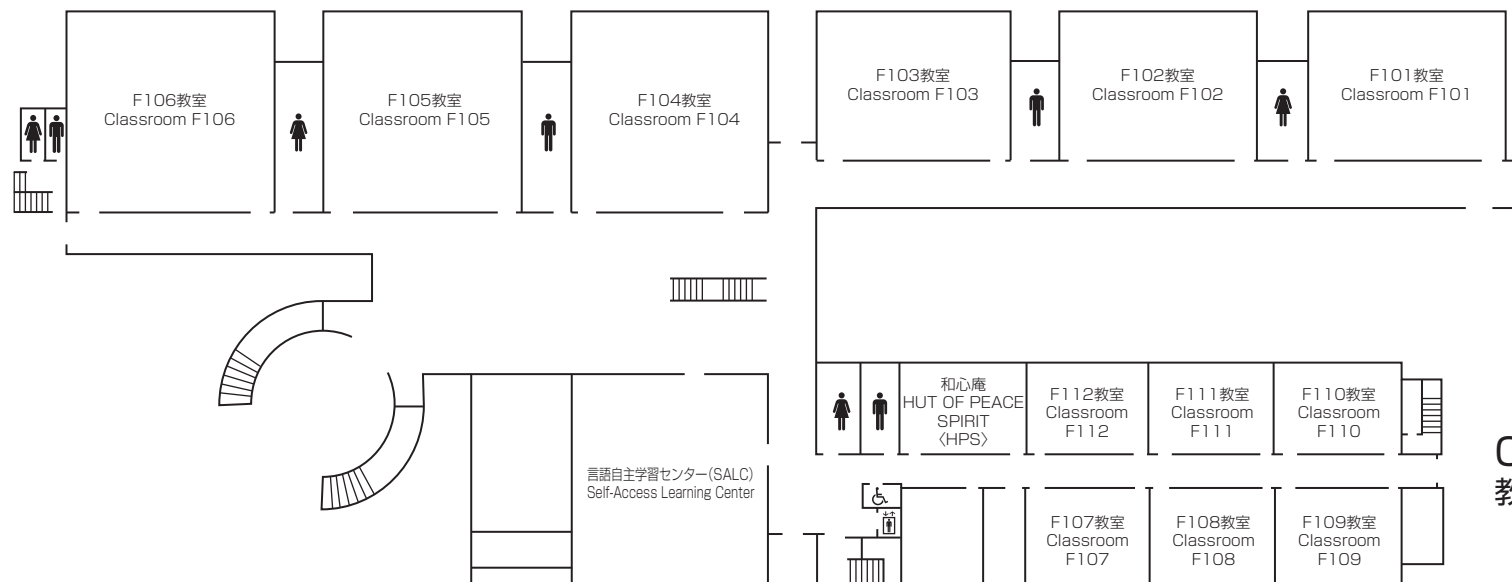 F106教室
Classroom F106
F105教室
Classroom F105
F104教室
Classroom F104
F103教室
Classroom F103
F102教室
Classroom F102
F101教室
Classroom F101
和心庵
HUT OF PEACE
SPIRIT
〈HPS〉
F112教室
Classroom
F112
F111教室
Classroom
F111
F110教室
Classroom
F110
言語自主学習センター(SALC)
Self-Access Learning Center
F107教室
Classroom
F107
F108教室
Classroom
F108
F109教室
Classroom
F109
教